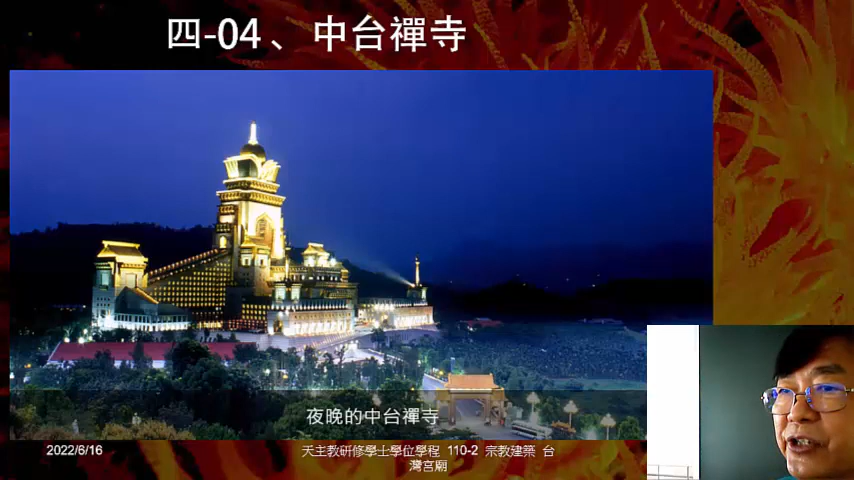 四-04、中台禪寺
夜晚的中台禪寺
2022/6/16
天主教研修學士學位學程 110-2 宗教建築 台
灣宮廟